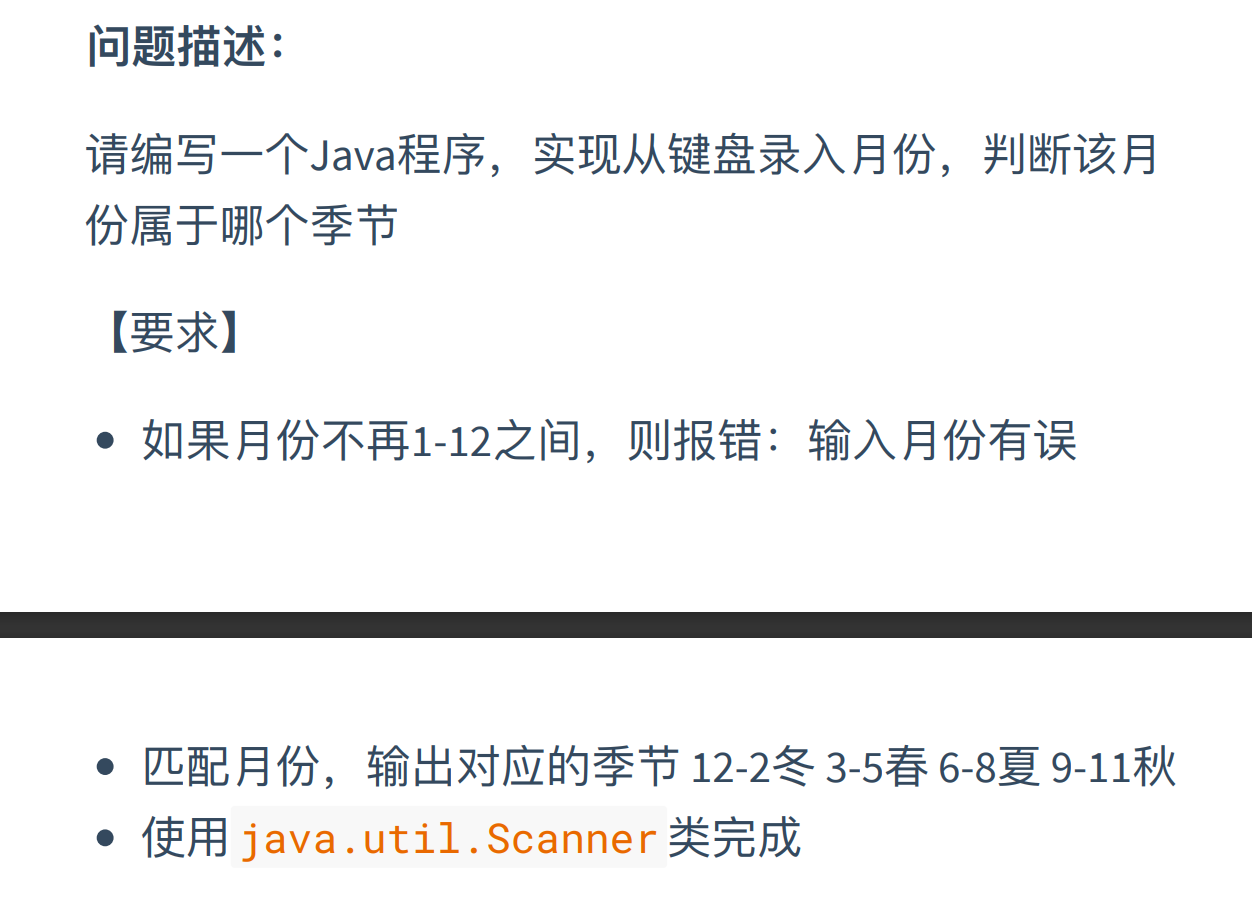 问题描述：
请编写一个Java程序，实现从键盘录入月份，判断该月
份属于哪个季节
【要求】
• 如果月份不再1-12之间，则报错：输入月份有误
• 匹配月份，输出对应的季节 12-2冬 3-5春 6-8夏 9-11秋
• 使用java.util.Scanner类完成